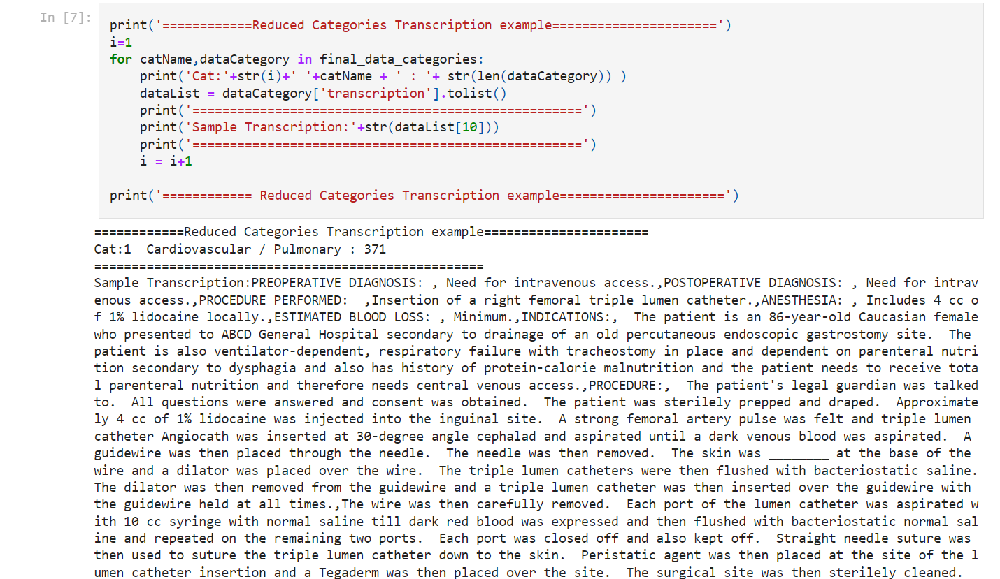 In [7]:
print('============Reduced Categories Transcription example======================')
i=1
for catName,dataCategory in final_data_categories:
    print('Cat:'+str(i)+' '+catName + ' : '+ str(len(dataCategory)) )
    dataList = dataCategory['transcription'].tolist()
    print('====================================================')
    print('Sample Transcription:'+str(dataList[10]))
    print('====================================================')
    i = i+1
print('============ Reduced Categories Transcription example======================')
============Reduced Categories Transcription example======================
Cat:1  Cardiovascular / Pulmonary : 371
====================================================
Sample Transcription:PREOPERATIVE DIAGNOSIS: , Need for intravenous access.,POSTOPERATIVE DIAGNOSIS: , Need for intrav
enous access.,PROCEDURE PERFORMED:  ,Insertion of a right femoral triple lumen catheter.,ANESTHESIA: , Includes 4 cc o
f 1% lidocaine locally.,ESTIMATED BLOOD LOSS: , Minimum.,INDICATIONS:,  The patient is an 86-year-old Caucasian female
who presented to ABCD General Hospital secondary to drainage of an old percutaneous endoscopic gastrostomy site.  The
patient is also ventilator-dependent, respiratory failure with tracheostomy in place and dependent on parenteral nutri
tion secondary to dysphagia and also has history of protein-calorie malnutrition and the patient needs to receive tota
l parenteral nutrition and therefore needs central venous access.,PROCEDURE:,  The patient's legal guardian was talked
to.  All questions were answered and consent was obtained.  The patient was sterilely prepped and draped.  Approximate
ly 4 cc of 1% lidocaine was injected into the inguinal site.  A strong femoral artery pulse was felt and triple lumen
catheter Angiocath was inserted at 30-degree angle cephalad and aspirated until a dark venous blood was aspirated.  A
guidewire was then placed through the needle.  The needle was then removed.  The skin was ________ at the base of the
wire and a dilator was placed over the wire.  The triple lumen catheters were then flushed with bacteriostatic saline.
The dilator was then removed from the guidewire and a triple lumen catheter was then inserted over the guidewire with
the guidewire held at all times.,The wire was then carefully removed.  Each port of the lumen catheter was aspirated w
ith 10 cc syringe with normal saline till dark red blood was expressed and then flushed with bacteriostatic normal sal
ine and repeated on the remaining two ports.  Each port was closed off and also kept off.  Straight needle suture was
then used to suture the triple lumen catheter down to the skin.  Peristatic agent was then placed at the site of the l
umen catheter insertion and a Tegaderm was then placed over the site.  The surgical site was then sterilely cleaned.